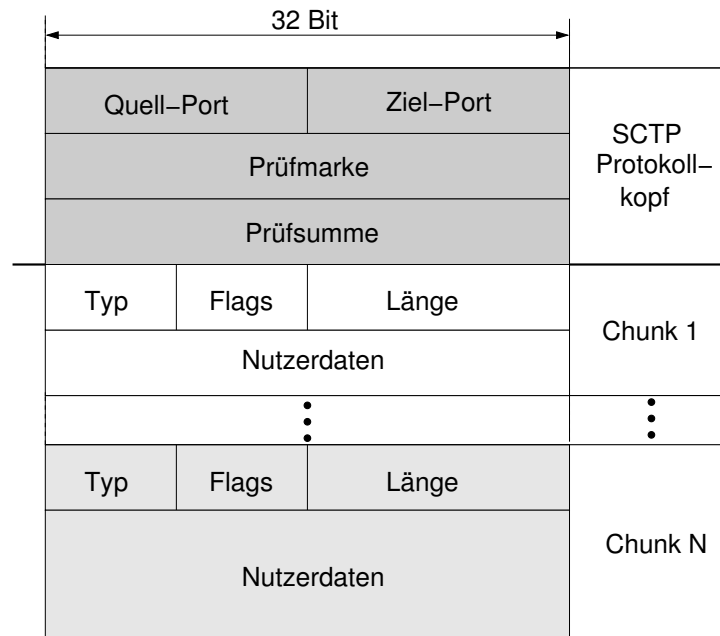 32 Bit
Quell–Port
Ziel–Port
SCTP
Protokoll–
kopf
Prüfmarke
Prüfsumme
Typ
Flags
Länge
Chunk 1
Nutzerdaten
Typ
Flags
Länge
Chunk N
Nutzerdaten